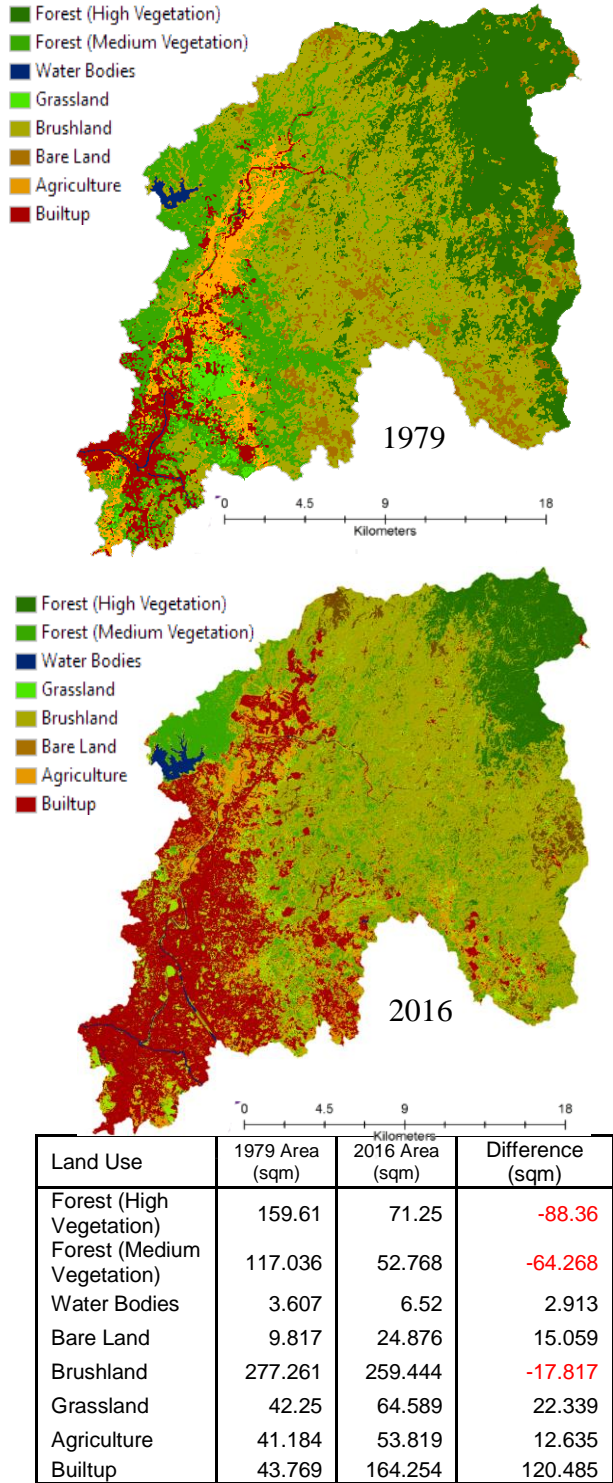 Forest (High Vegetation)
Forest (Medium Vegetation)
Water Bodies
Grassland
Brushland
Bare Land
Agriculture
Builtup
1979
0 4.5 9 18
Kilometers
Forest (High Vegetation)
Forest (Medium Vegetation)
Water Bodies
Grassland
Brushland
Bare Land
Agriculture
Builtup
2016
0 4.5 9 18
Kilometers
Land Use 1979 Area (sqm) 2016 Area (sqm) Difference (sqm)
Forest (High Vegetation) 159.61 71.25 -88.36
Forest (Medium Vegetation) 117.036 52.768 -64.268
Water Bodies 3.607 6.52 2.913
Bare Land 9.817 24.876 15.059
Brushland 277.261 259.444 -17.817
Grassland 42.25 64.589 22.339
Agriculture 41.184 53.819 12.635
Builtup 43.769 164.254 120.485